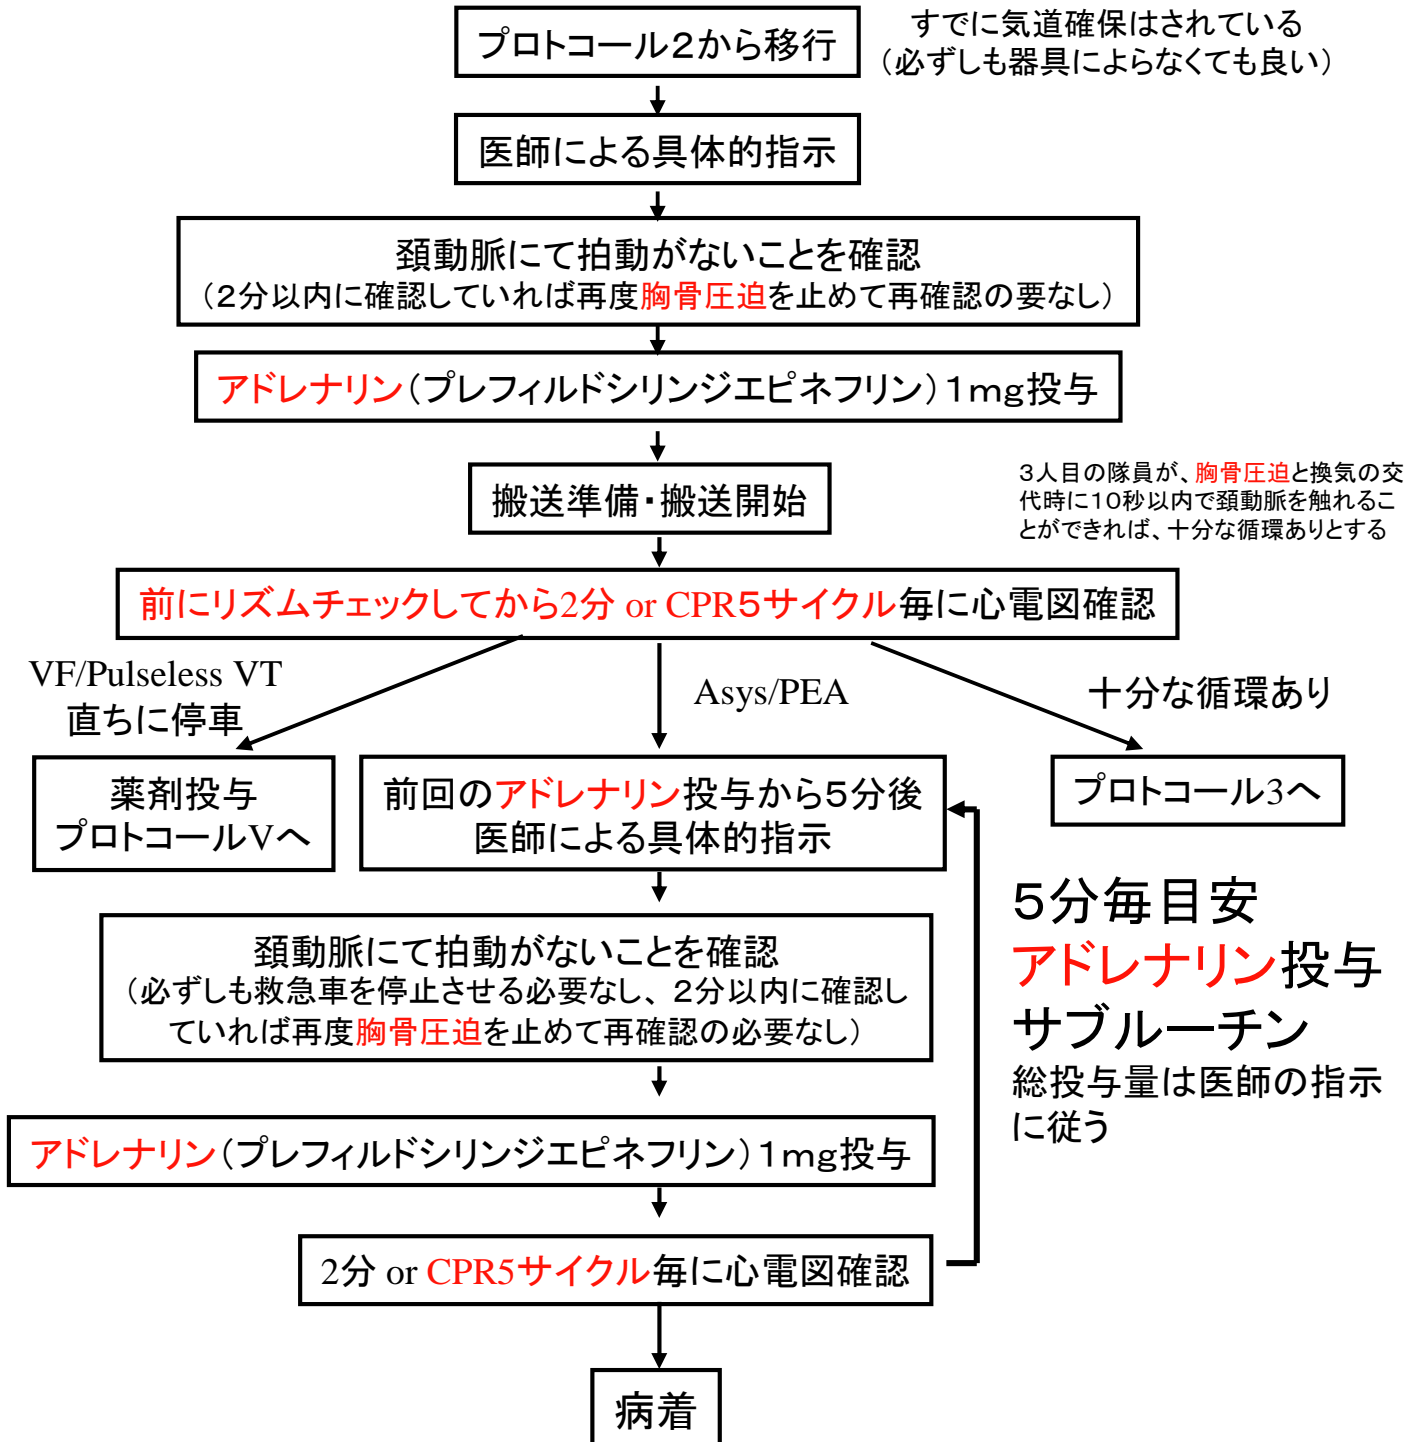 プロトコール２から移行
すでに気道確保はされている
（必ずしも器具によらなくても良い）
医師による具体的指示
頚動脈にて拍動がないことを確認
（２分以内に確認していれば再度胸骨圧迫を止めて再確認の要なし）
アドレナリン（プレフィルドシリンジエピネフリン）１ｍｇ投与
搬送準備・搬送開始
３人目の隊員が、胸骨圧迫と換気の交
代時に１０秒以内で頚動脈を触れるこ
とができれば、十分な循環ありとする
前にリズムチェックしてから2分 or CPR５サイクル毎に心電図確認
VF/Pulseless VT
直ちに停車
Asys/PEA
十分な循環あり
薬剤投与
プロトコールVへ
前回のアドレナリン投与から５分後
医師による具体的指示
プロトコール3へ
５分毎目安
アドレナリン投与
サブルーチン
総投与量は医師の指示
に従う
頚動脈にて拍動がないことを確認
（必ずしも救急車を停止させる必要なし、２分以内に確認し
ていれば再度胸骨圧迫を止めて再確認の必要なし）
アドレナリン（プレフィルドシリンジエピネフリン）１ｍｇ投与
2分 or CPR5サイクル毎に心電図確認
病着